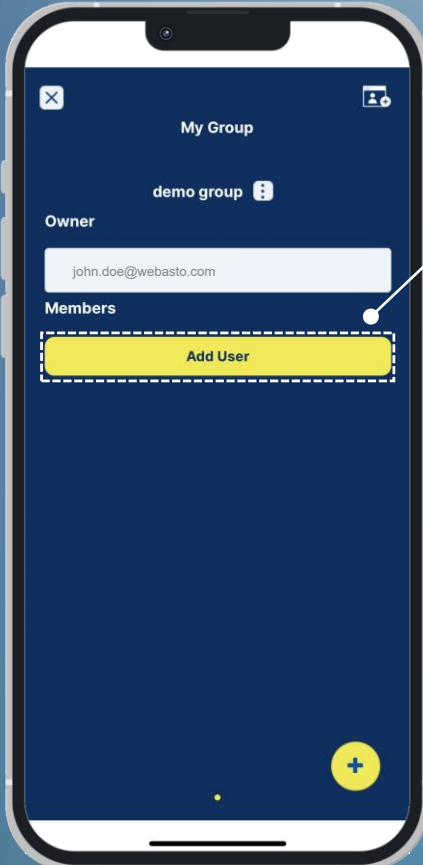 My Group
demo group
Owner
john.doe@webasto.com
Members
Add User